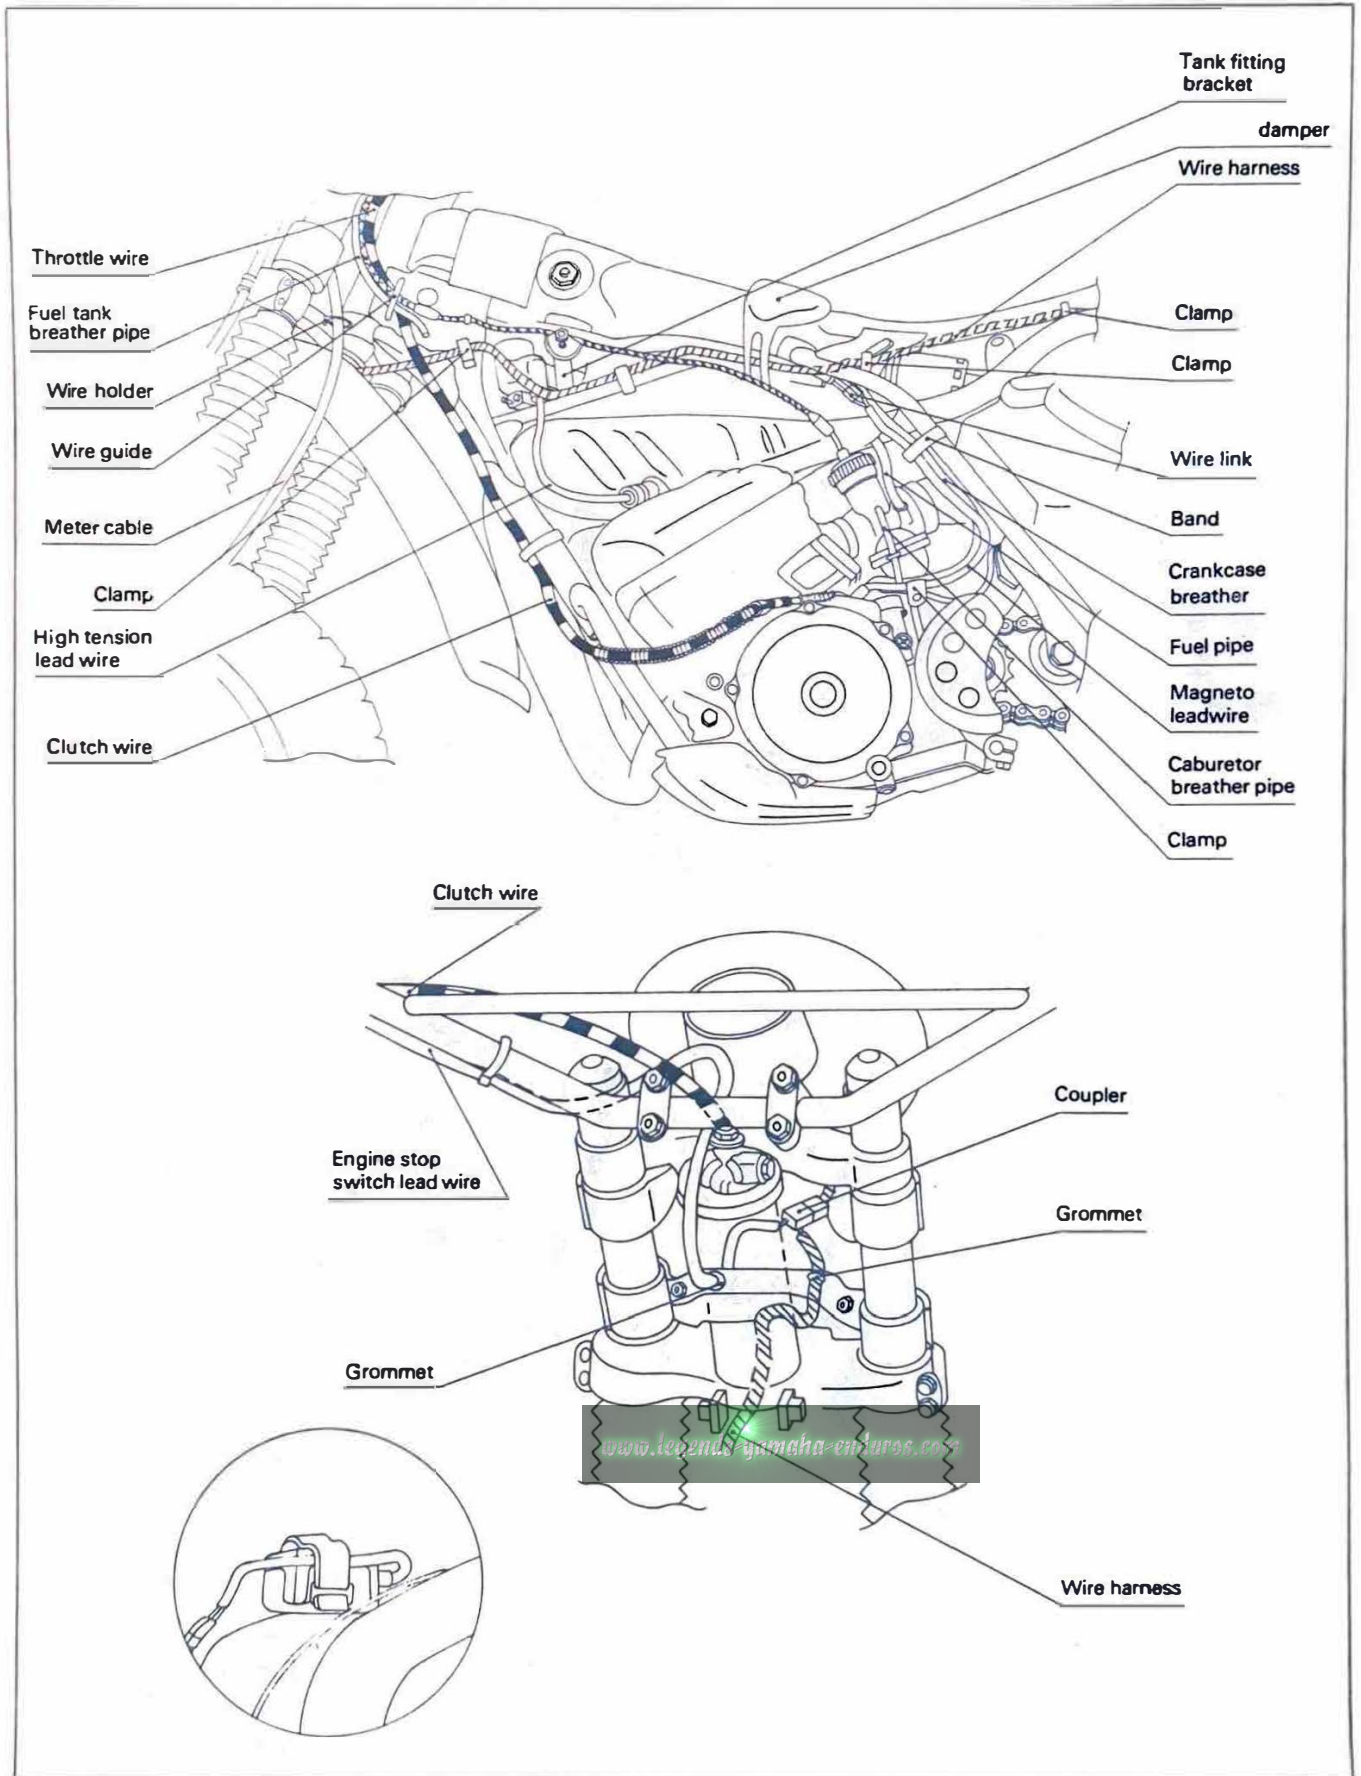 Tank fitting
bracket
damper
Wire harness
Throttle wire
Fuel tank
breather pipe
Wire holder
Wire guide
Meter cable
Clamp
High tension
lead wire
Clutch wire
Clamp
Clamp
Wire link
Band
Crankcase
breather
Fuel pipe
Magneto
leadwire
Caburetor
breather pipe
Clamp
Clutch wire
Engine stop
switch lead wire
Coupler
Grommet
Grommet
www.legends-yamaha-enduros.com
Wire harness